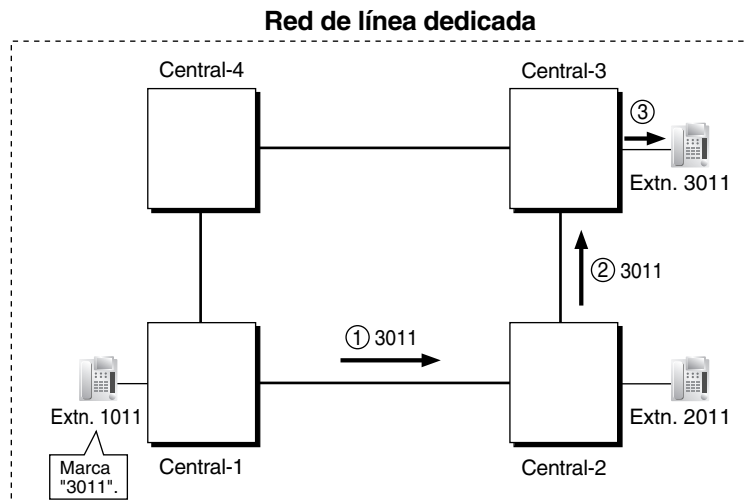 Red de línea dedicada
Central-4
Central-3
③
Extn. 3011
② 3011
① 3011
Extn. 1011
Extn. 2011
Marca
"3011".
Central-1
Central-2